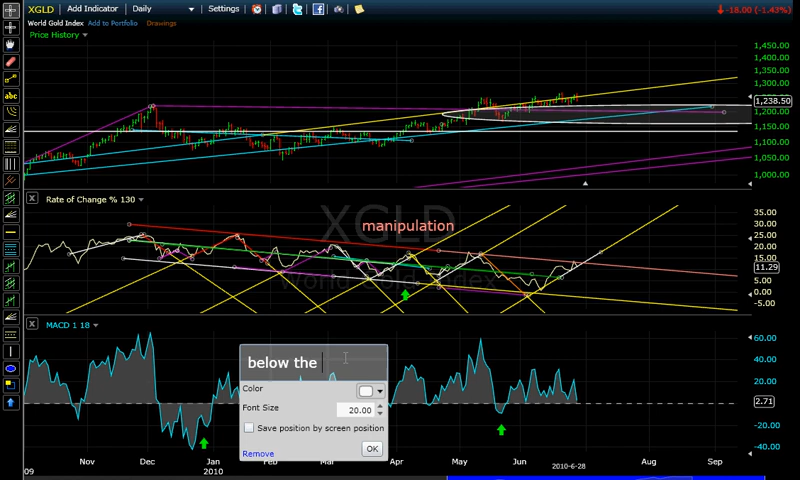 XGLD Add Indicator Daily Settings -18.00 (-1.43%)
World Gold Index Add to Portfolio Drawings
Price History
abc
1,450.00
1,400.00
1,350.00
1,300.00
1,250.00
1,238.50
1,200.00
1,150.00
1,100.00
1,050.00
1,000.00
X Rate of Change % 130
XGLD
World Gold Index
manipulation
35.00
25.00
20.00
15.00
11.29
5.00
0.00
-5.00
X MACD 1 18
60.00
40.00
20.00
2.71
-20.00
-40.00
below the
Color
Font Size 20.00
Save position by screen position
Remove OK
09 Nov Dec Jan Feb Mar Apr May Jun 2010-6-28 Aug Sep
2010